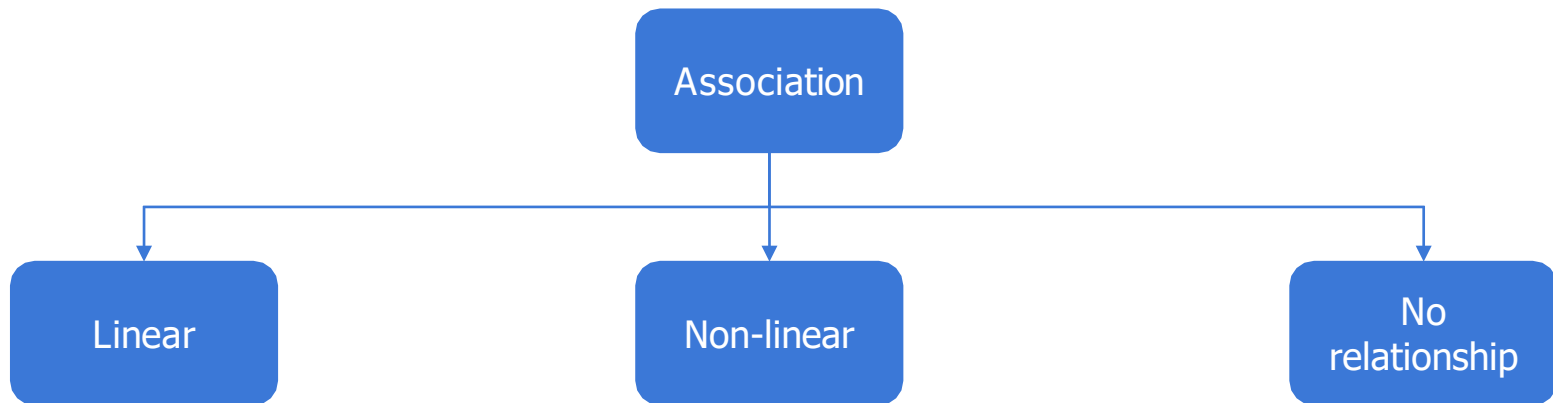 Association
Linear
Non-linear
No
relationship